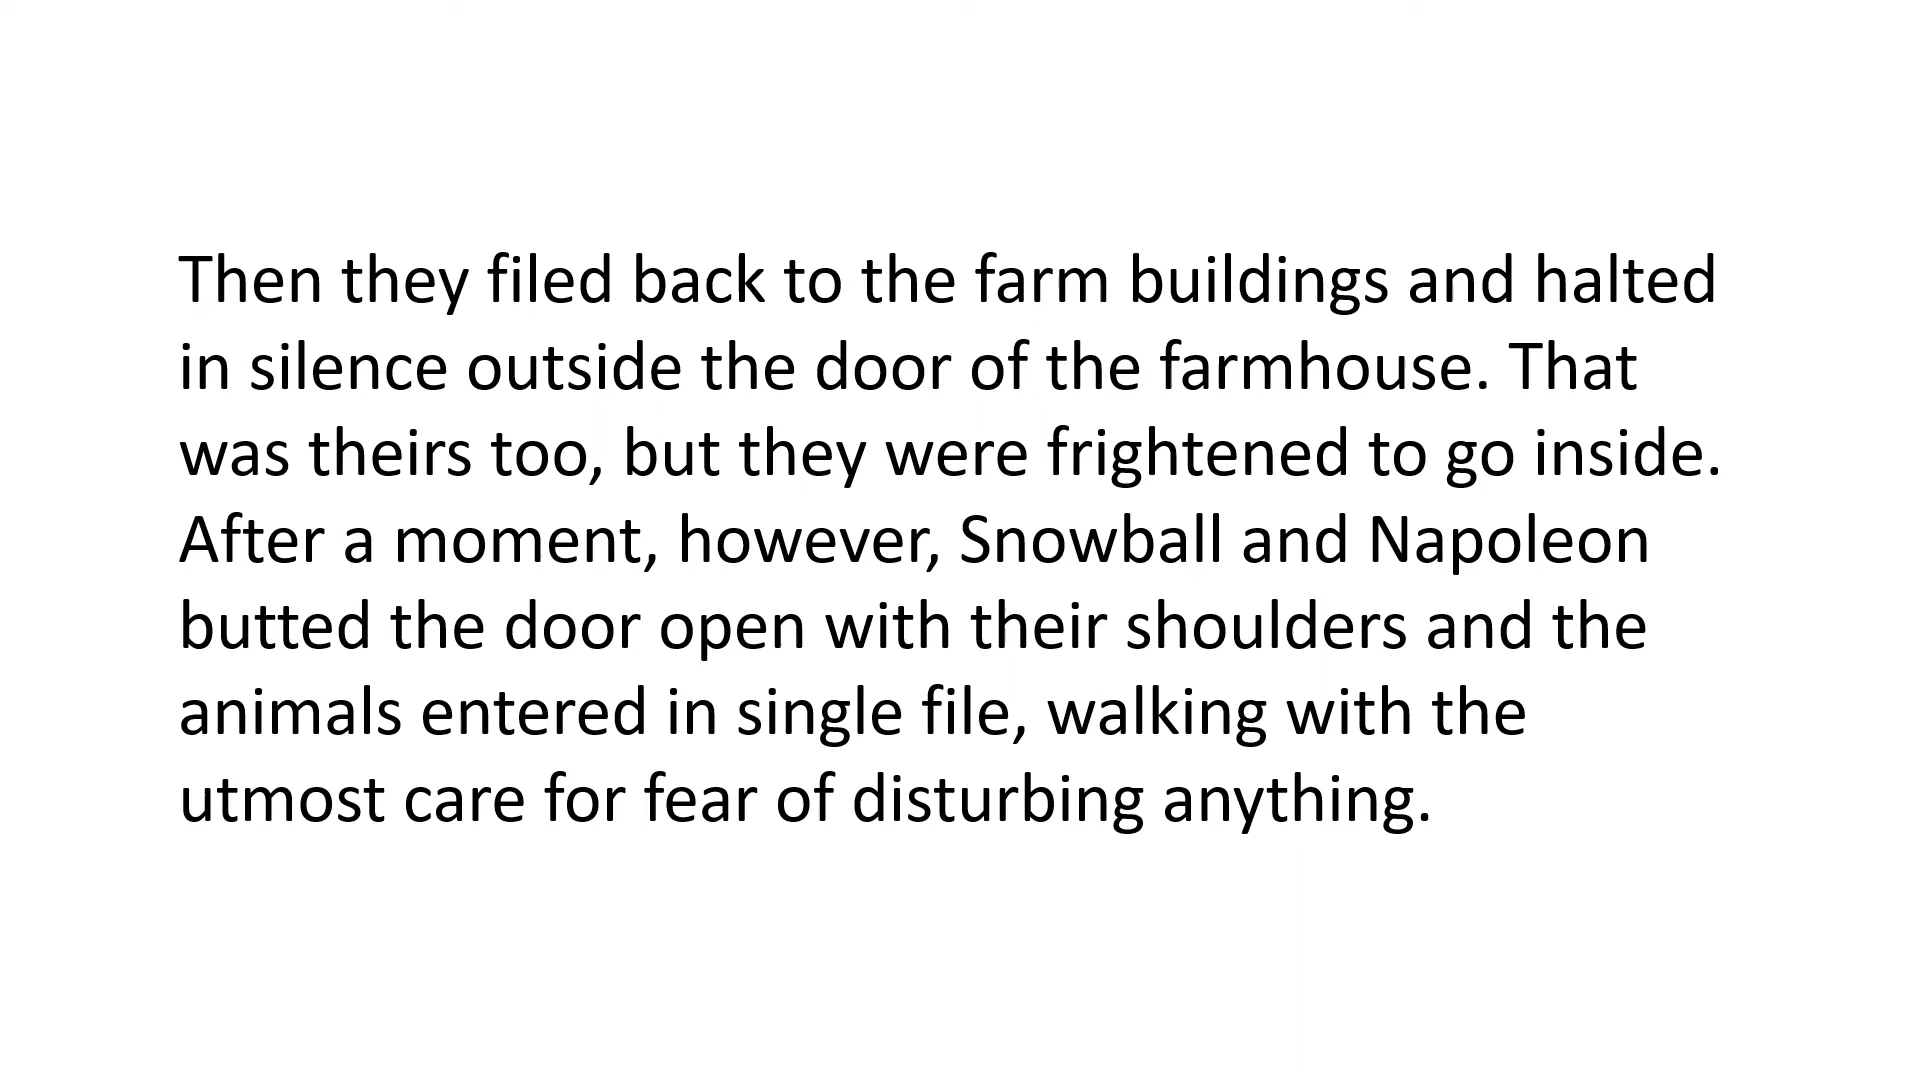 Then they filed back to the farm buildings and halted
in silence outside the door of the farmhouse. That
was theirs too, but they were frightened to go inside.
After a moment, however, Snowball and Napoleon
butted the door open with their shoulders and the
animals entered in single file, walking with the
utmost care for fear of disturbing anything.